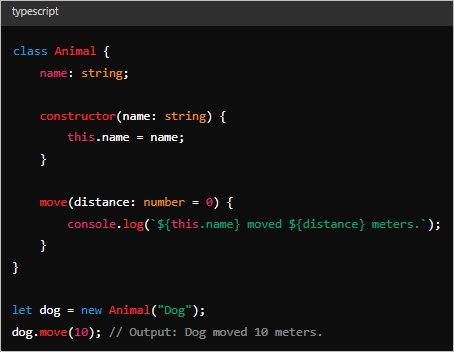 typescript
class Animal {
    name: string;

    constructor(name: string) {
        this.name = name;
    }

    move(distance: number = 0) {
        console.log(`${this.name} moved ${distance} meters.`);
    }
}

let dog = new Animal("Dog");
dog.move(10); // Output: Dog moved 10 meters.